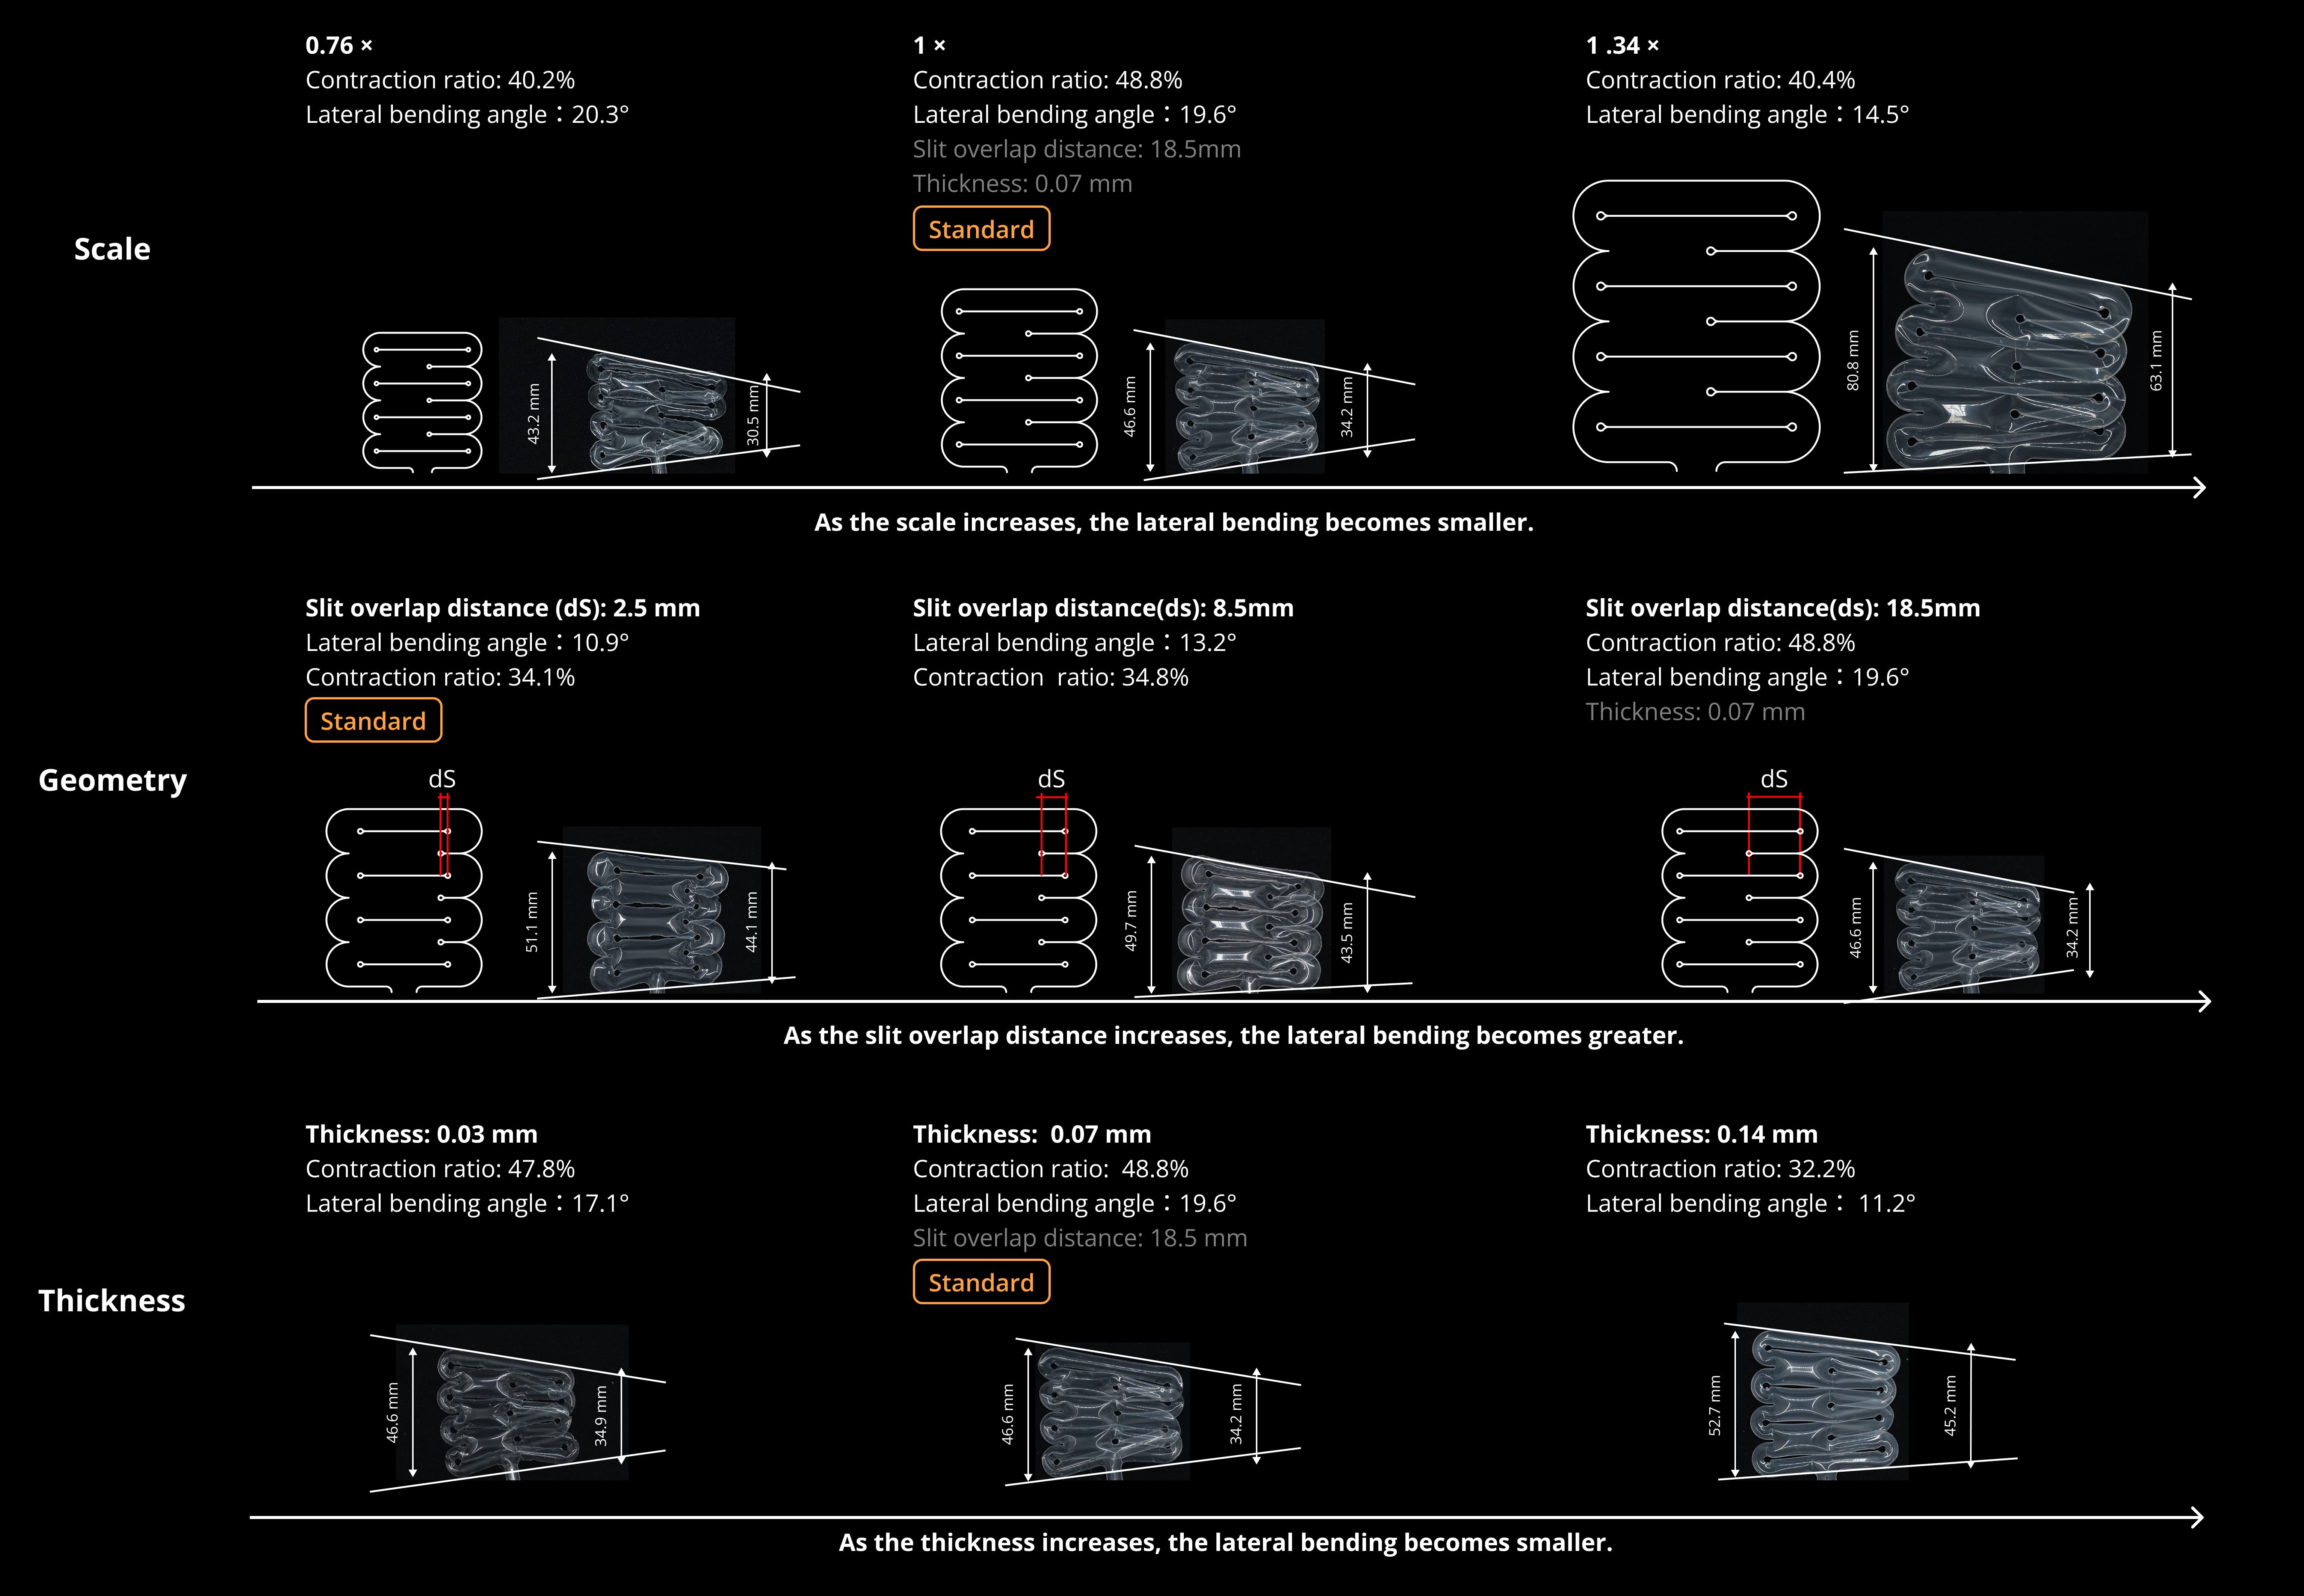 0.76 ×
Contraction ratio: 40.2%
Lateral bending angle：20.3°
1 ×
Contraction ratio: 48.8%
Lateral bending angle：19.6°
Slit overlap distance: 18.5mm
Thickness: 0.07 mm
Standard
1 .34 ×
Contraction ratio: 40.4%
Lateral bending angle：14.5°
Scale
43.2 mm
30.5 mm
46.6 mm
34.2 mm
80.8 mm
63.1 mm
As the scale increases, the lateral bending becomes smaller.
Slit overlap distance (dS): 2.5 mm
Lateral bending angle：10.9°
Contraction ratio: 34.1%
Standard
Slit overlap distance(ds): 8.5mm
Lateral bending angle：13.2°
Contraction  ratio: 34.8%
Slit overlap distance(ds): 18.5mm
Contraction ratio: 48.8%
Lateral bending angle：19.6°
Thickness: 0.07 mm
Geometry
dS
51.1 mm
44.1 mm
dS
49.7 mm
43.5 mm
dS
46.6 mm
34.2 mm
As the slit overlap distance increases, the lateral bending becomes greater.
Thickness: 0.03 mm
Contraction ratio: 47.8%
Lateral bending angle：17.1°
Thickness:  0.07 mm
Contraction ratio:  48.8%
Lateral bending angle：19.6°
Slit overlap distance: 18.5 mm
Standard
Thickness: 0.14 mm
Contraction ratio: 32.2%
Lateral bending angle： 11.2°
Thickness
46.6 mm
34.9 mm
46.6 mm
34.2 mm
52.7 mm
45.2 mm
As the thickness increases, the lateral bending becomes smaller.